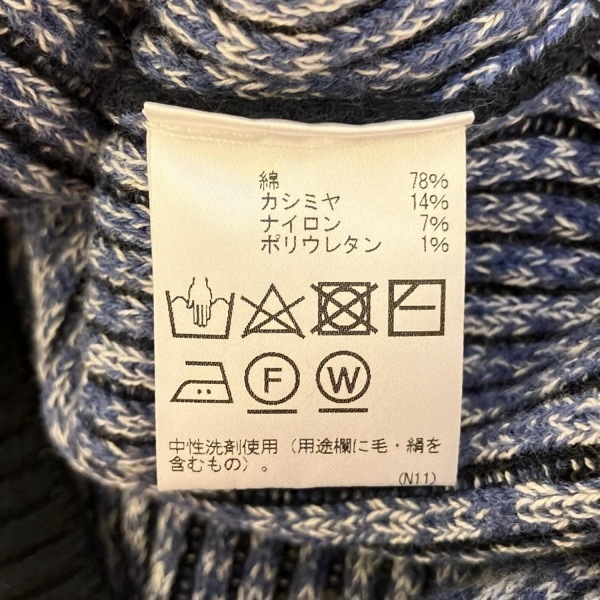 綿 78%
カシミヤ 14%
ナイロン 7%
ポリウレタン 1%
F W
中性洗剤使用（用途欄に毛・絹を
含むもの）。
(N11)